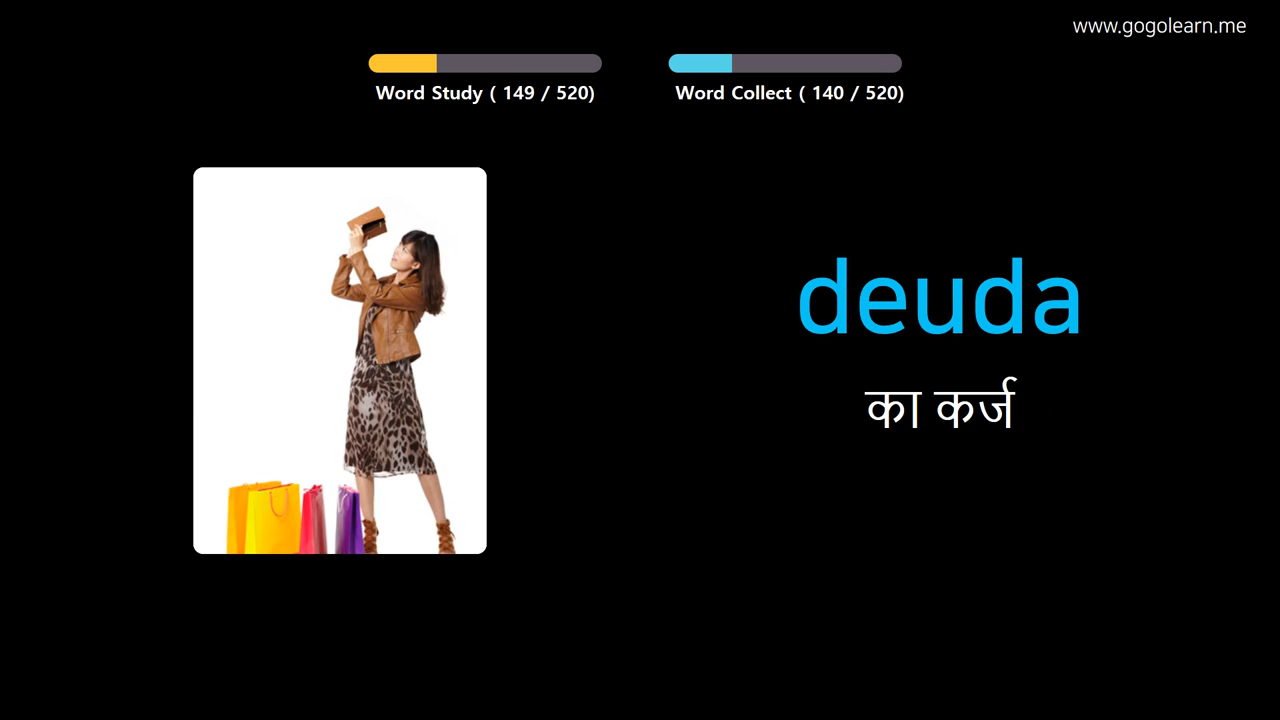 www.gogolearn.me
Word Study ( 149 / 520)
Word Collect ( 140 / 520)
deuda
का कर्ज